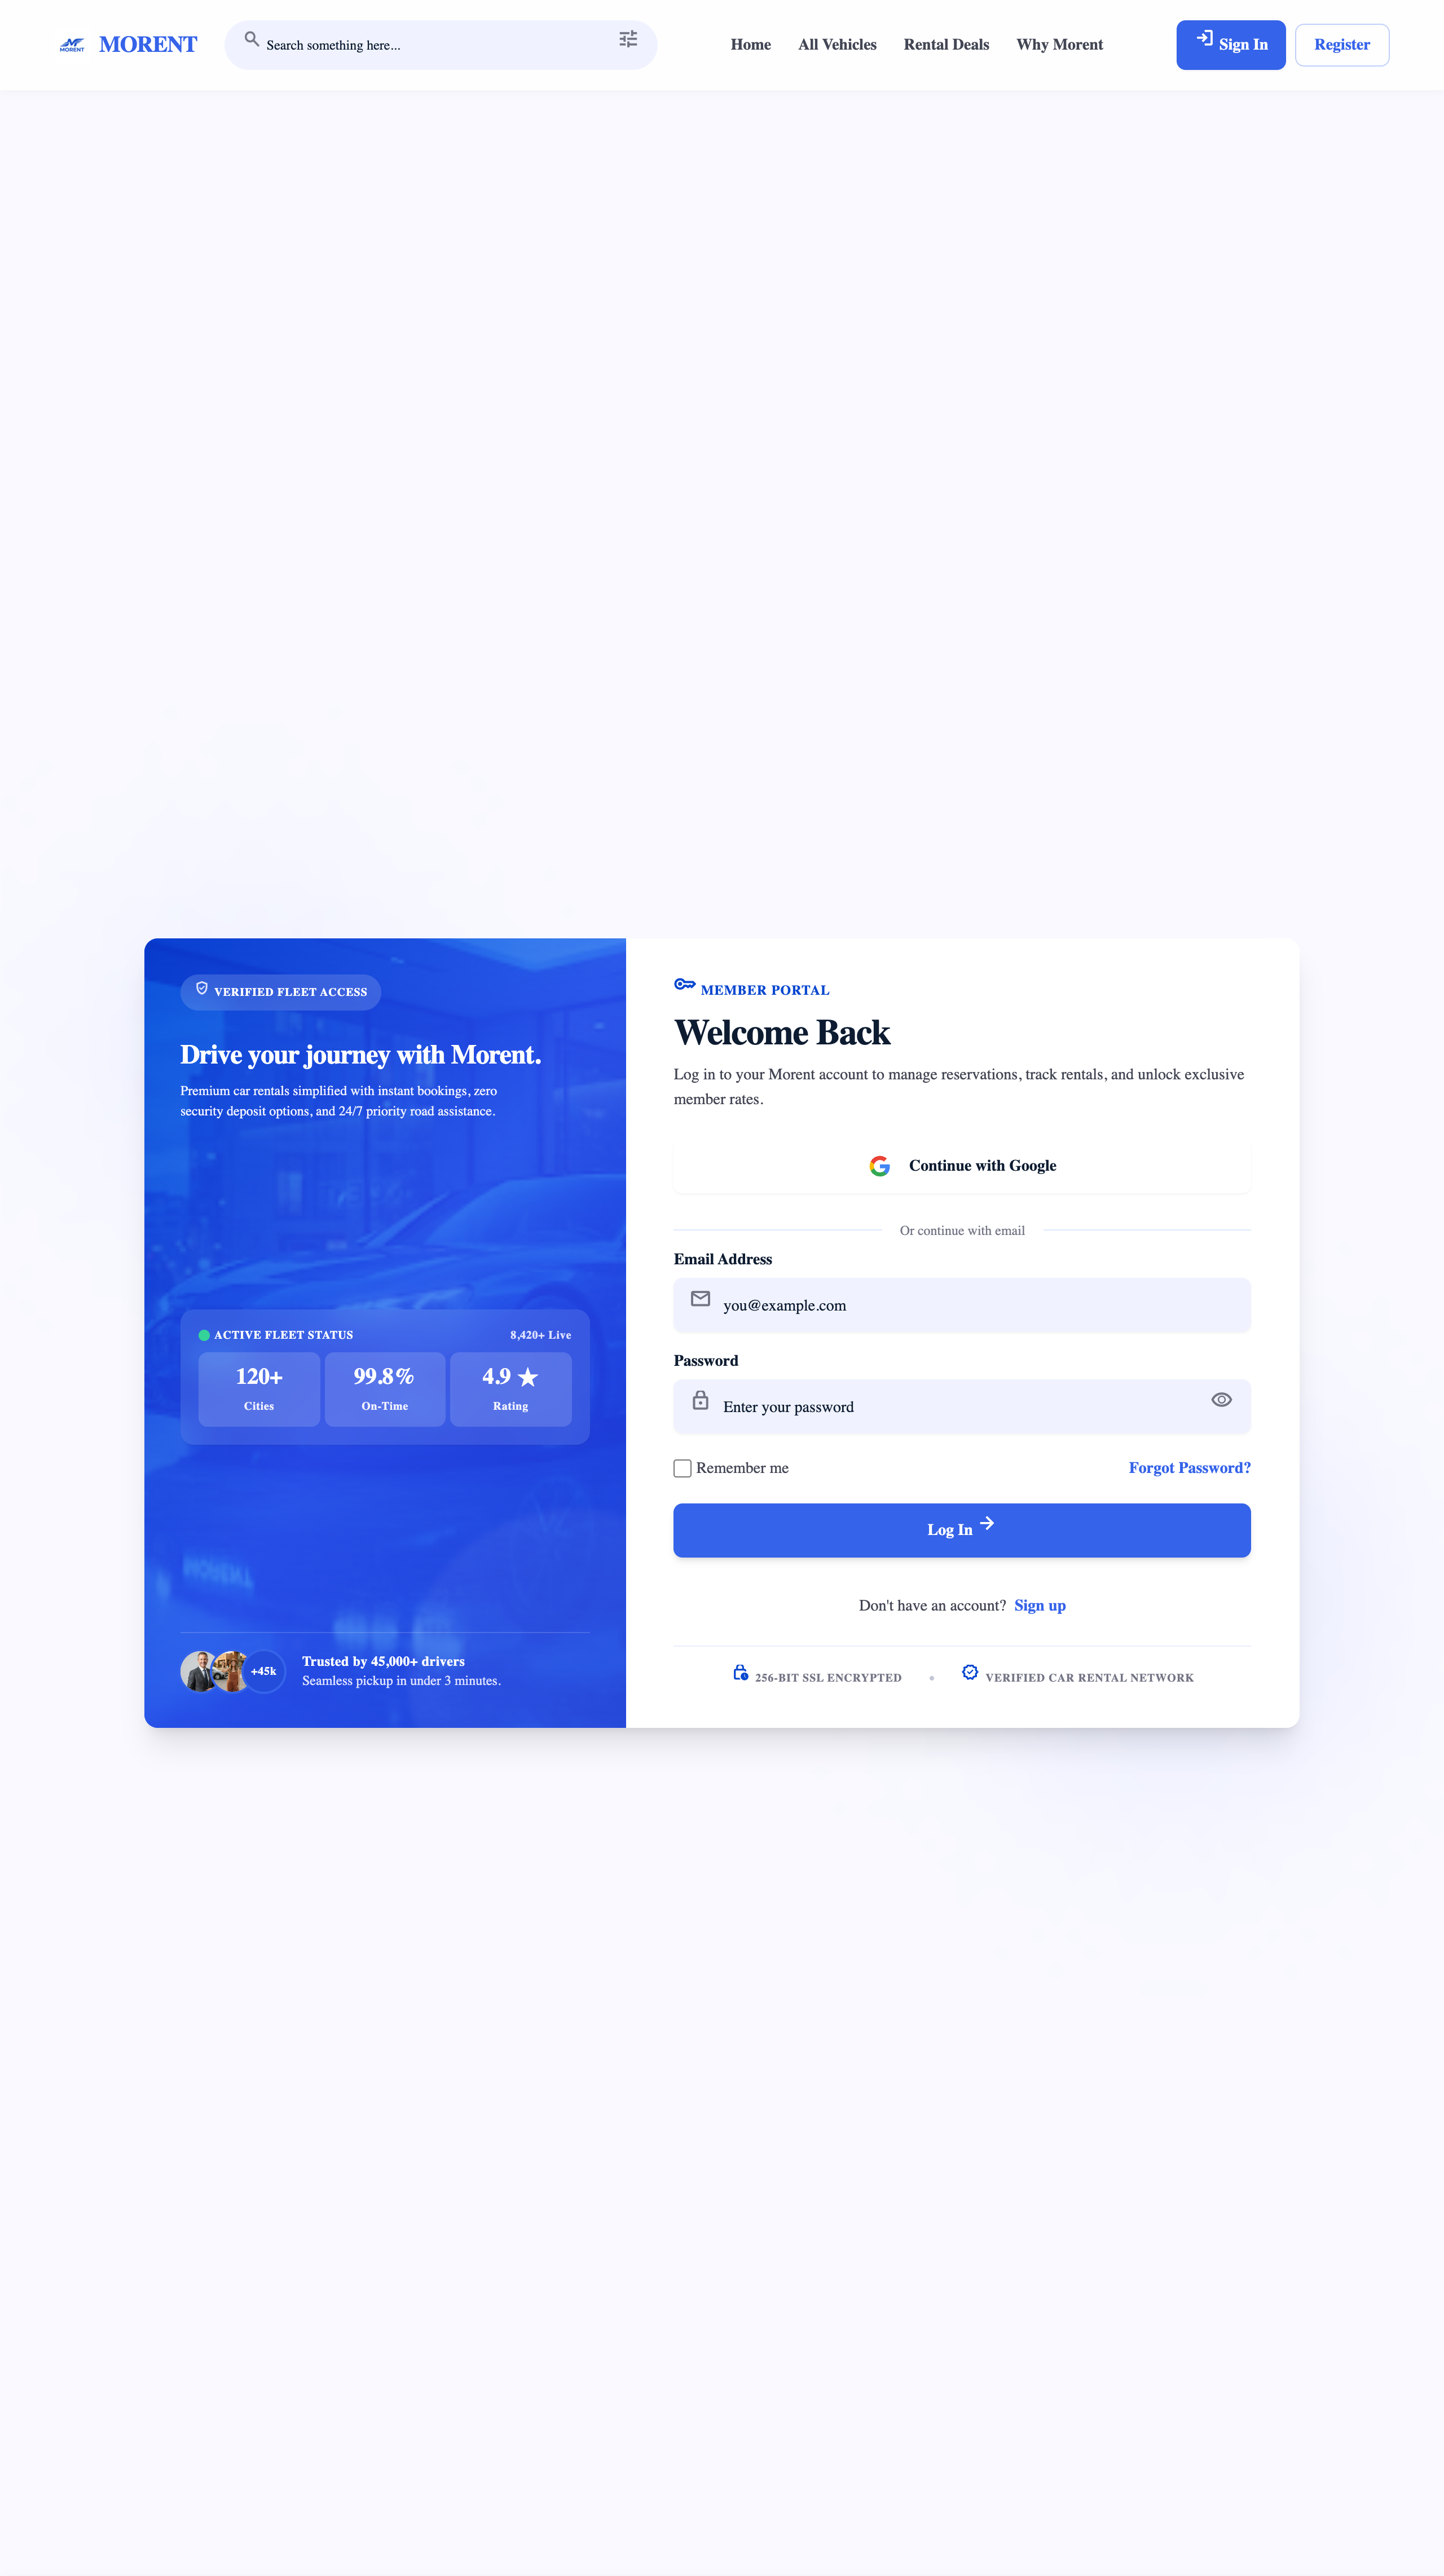 MORENT
MORENT
Search something here...
Home
All Vehicles
Rental Deals
Why Morent
Sign In
Register
VERIFIED FLEET ACCESS
Drive your journey with Morent.
Premium car rentals simplified with instant bookings, zero
security deposit options, and 24/7 priority road assistance.
ACTIVE FLEET STATUS
8,420+ Live
120+
Cities
99.8%
On-Time
4.9 ★
Rating
MORENT
+45k
Trusted by 45,000+ drivers
Seamless pickup in under 3 minutes.
MEMBER PORTAL
Welcome Back
Log in to your Morent account to manage reservations, track rentals, and unlock exclusive
member rates.
Continue with Google
Or continue with email
Email Address
you@example.com
Password
Enter your password
Remember me
Forgot Password?
Log In
Don't have an account? Sign up
256-BIT SSL ENCRYPTED
•
VERIFIED CAR RENTAL NETWORK